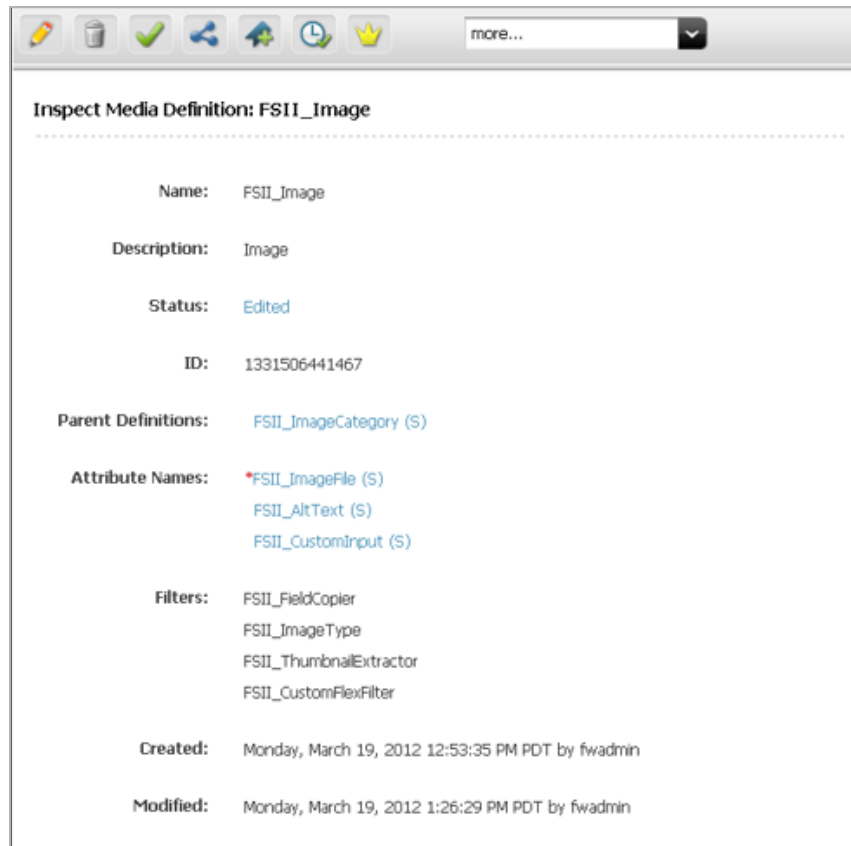 more...
Inspect Media Definition: FSII_Image
Name: FSII_Image
Description: Image
Status: Edited
ID: 1331506441467
Parent Definitions: FSII_ImageCategory (S)
Attribute Names: *FSII_ImageFile (S)
FSII_AltText (S)
FSII_CustomInput (S)
Filters: FSII_FieldCopier
FSII_ImageType
FSII_ThumbnailExtractor
FSII_CustomFlexFilter
Created: Monday, March 19, 2012 12:53:35 PM PDT by fwadmin
Modified: Monday, March 19, 2012 1:26:29 PM PDT by fwadmin